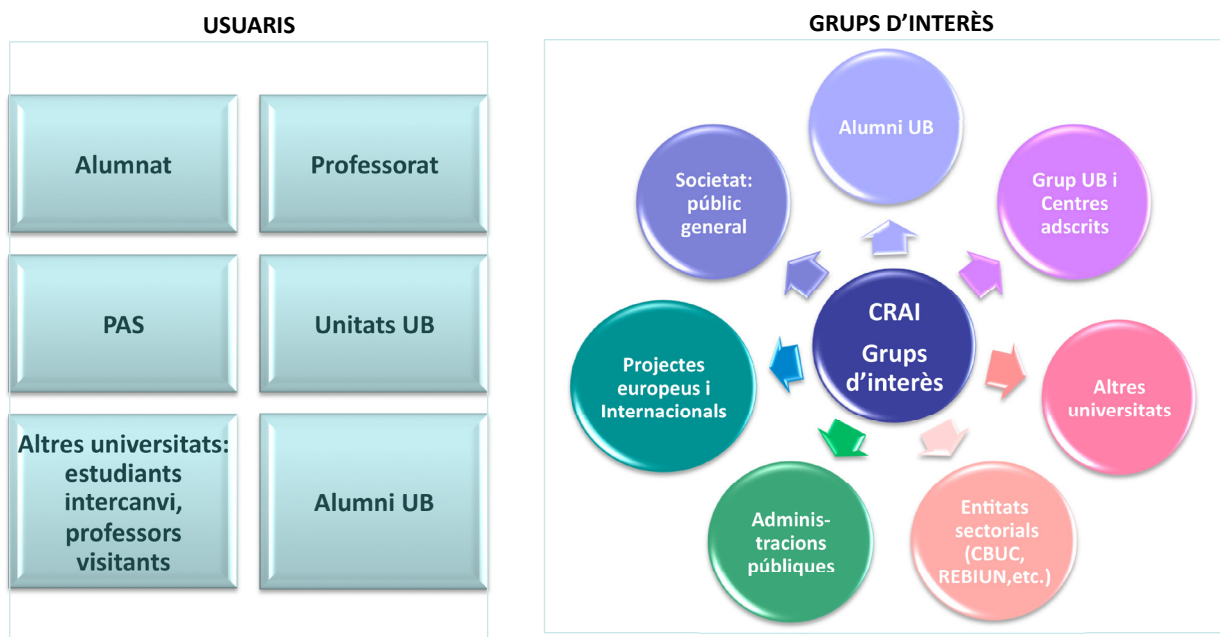 USUARIS
Alumnat
Professorat
PAS
Unitats UB
Altres universitats:
estudiants
intercanvi,
professors
visitants
Alumni UB
GRUPS D’INTERÈS
Alumni UB
Grup UB i
Centres
adscrits
Altres
universitats
Entitats
sectorials
(CBUC,
REBIUN,etc.)
Adminis-
tracions
públiques
Projectes
europeus i
Internacionals
Societat:
públic
general
CRAI
Grups
d’interès